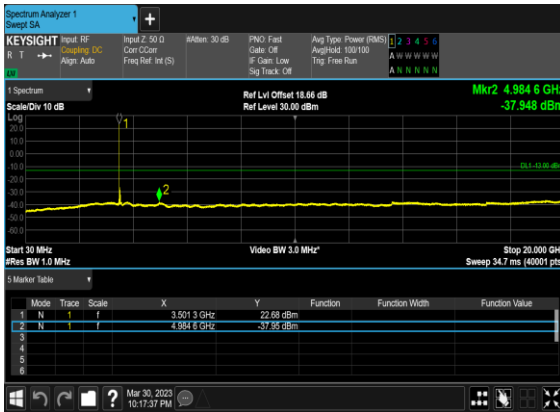 Spectrum Analyzer 1
Swept SA
KEYSIGHT
R T
Input: RF
Coupling: DC
Align: Auto
Input Z: 50 Ω
Corr CCorr
Freq Ref: Int (S)
#Atten: 30 dB
PNO: Fast
Gate: Off
IF Gain: Low
Sig Track: Off
Avg Type: Power (RMS)
Avg|Hold: 100/100
Trig: Free Run
1 2 3 4 5 6
A W W W W W
A N N N N N
1 Spectrum
Scale/Div 10 dB
Log
Ref Lvl Offset 18.66 dB
Ref Level 30.00 dBm
Mkr2 4.984 6 GHz
-37.948 dBm
20.0
10.0
0.00
-10.0
-20.0
-30.0
-40.0
-50.0
-60.0
1
2
DL1 -13.00 dBm
Start 30 MHz
#Res BW 1.0 MHz
Video BW 3.0 MHz*
Stop 20.000 GHz
Sweep 34.7 ms (40001 pts)
5 Marker Table
Mode Trace Scale X Y Function Function Width Function Value
1 N 1 f 3.501 3 GHz 22.68 dBm
2 N 1 f 4.984 6 GHz -37.95 dBm
3
4
5
6
Mar 30, 2023
10:17:37 PM